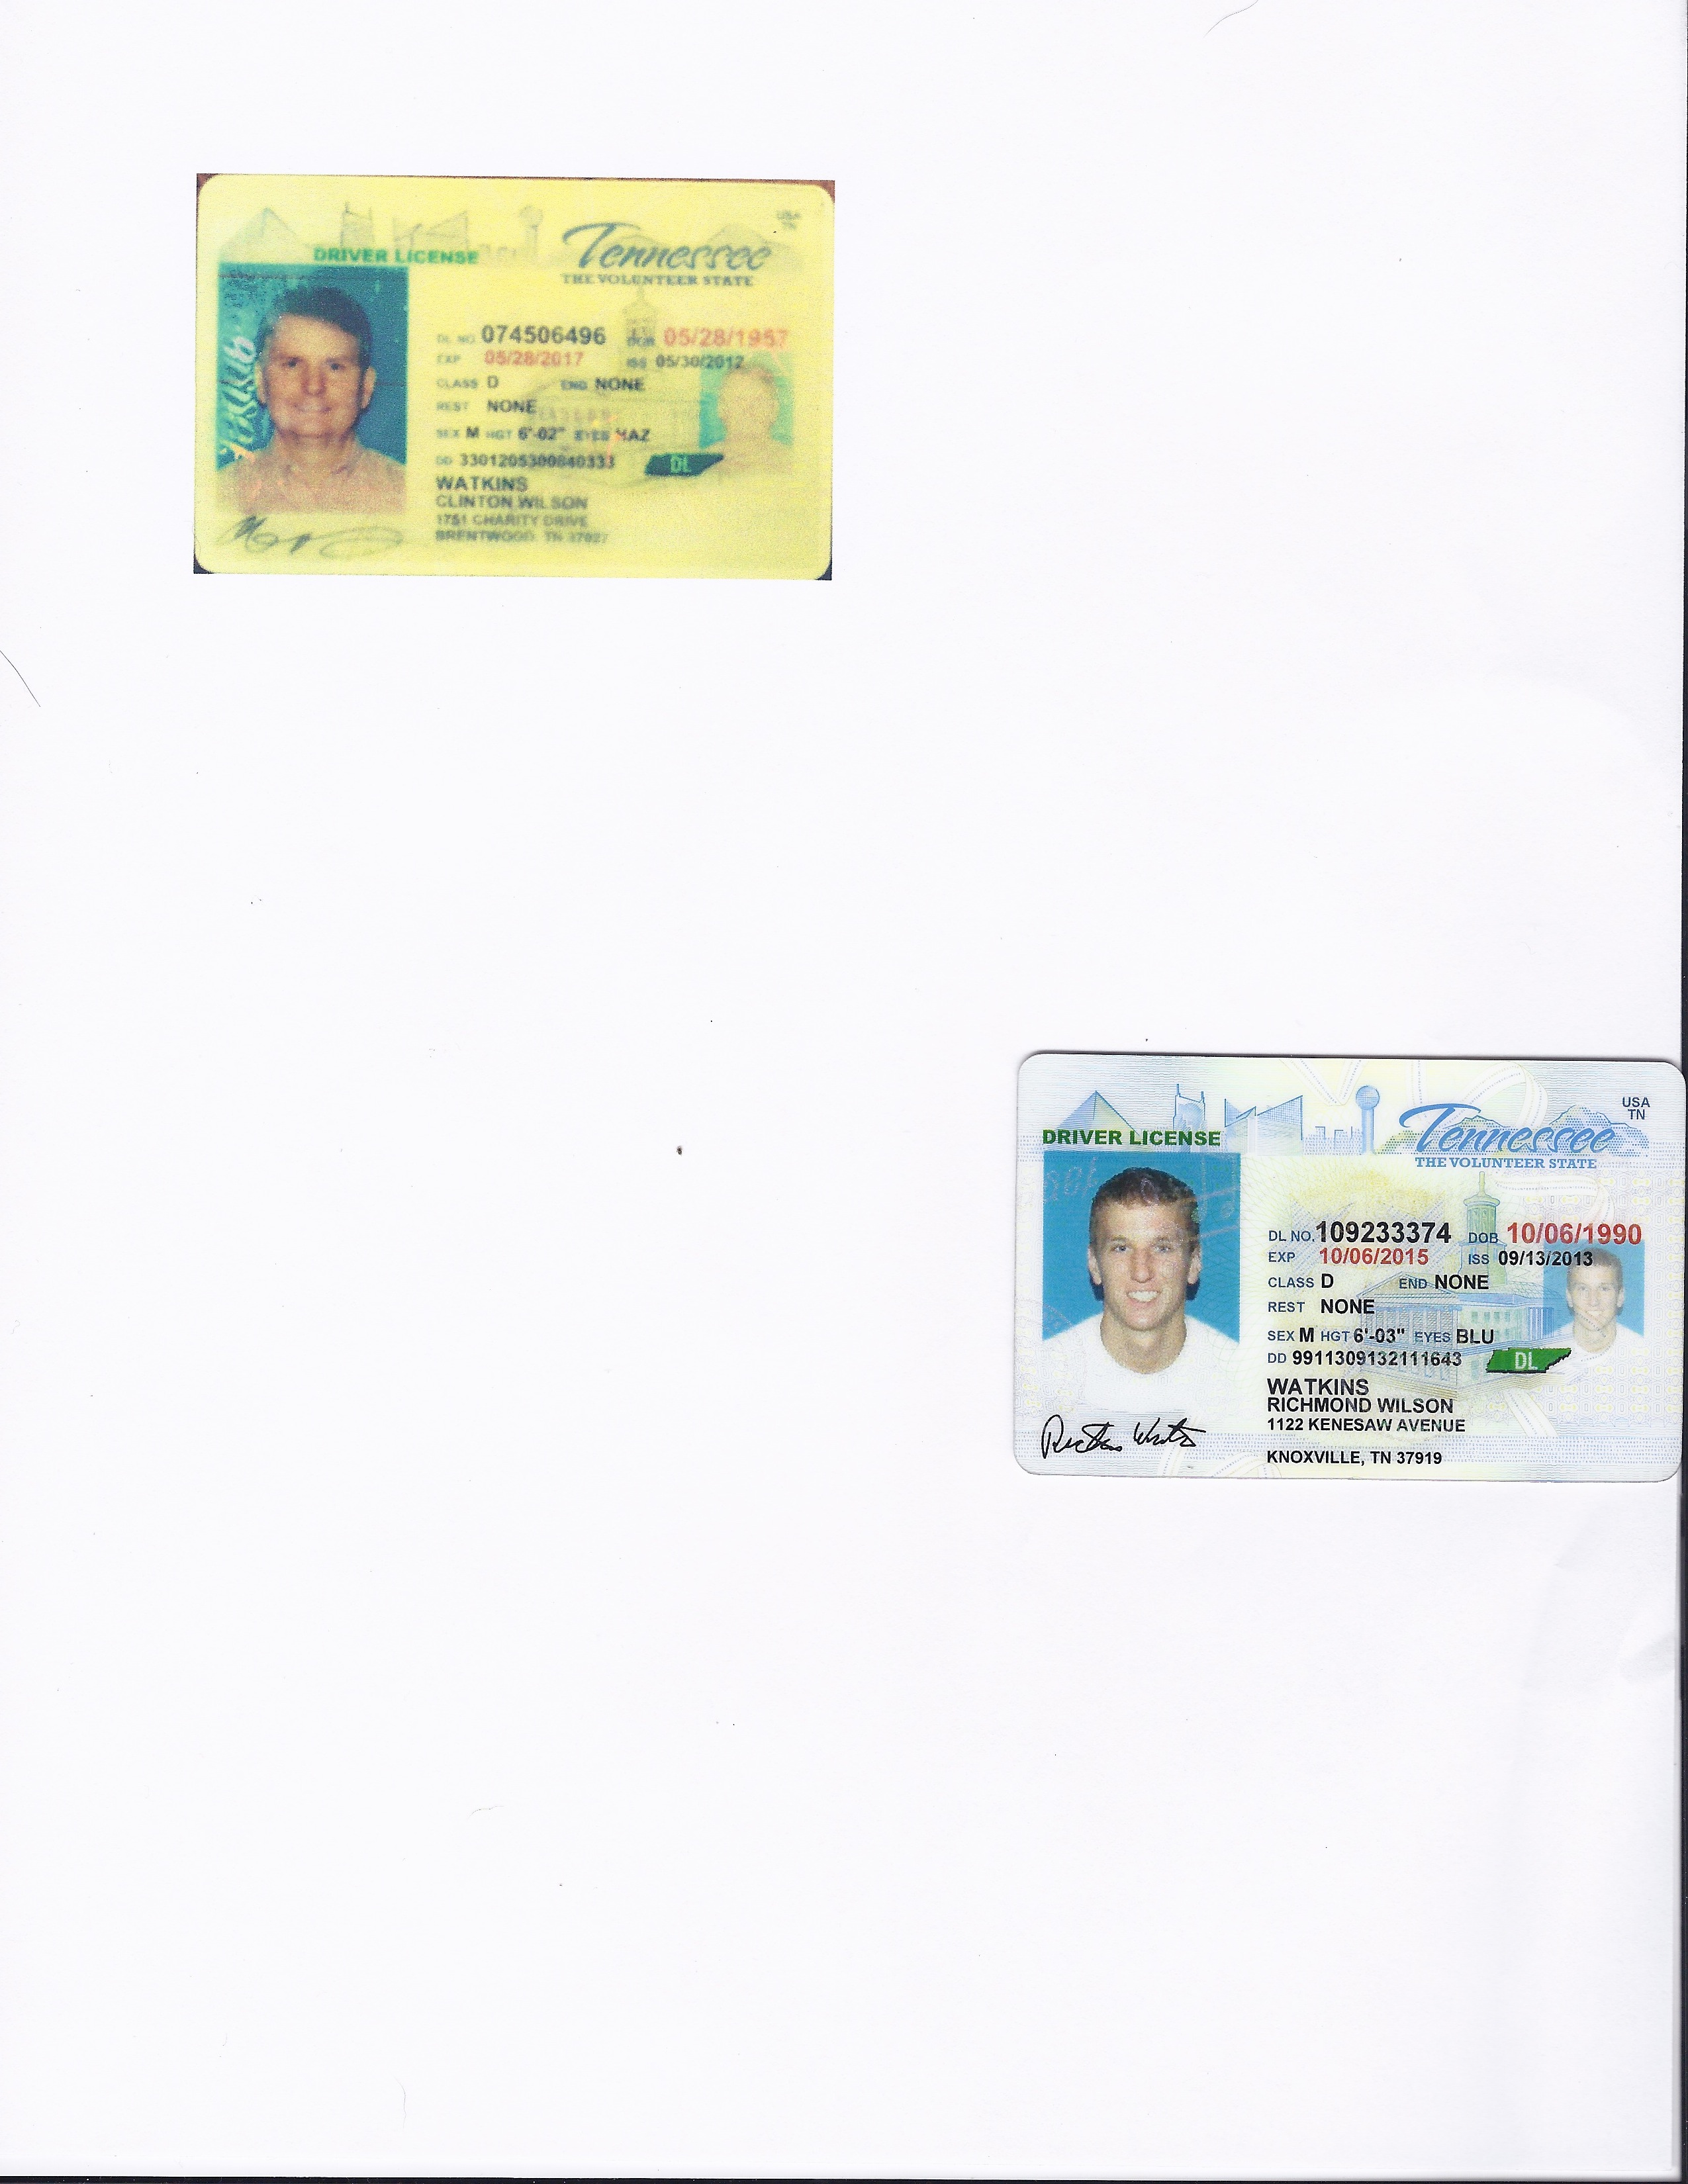 USA
TN
Tennessee
DRIVER LICENSE
THE VOLUNTEER STATE
DL NO. 074506496 DOB 05/28/1957
EXP 05/28/2017 ISS 05/30/2012
CLASS D END NONE
REST NONE
SEX M HGT 6'-02" EYES HAZ
DD 3301205300840333 DL
WATKINS
CLINTON WILSON
1751 CHARITY DRIVE
BRENTWOOD, TN 37027
USA
TN
Tennessee
DRIVER LICENSE
THE VOLUNTEER STATE
DL NO. 109233374 DOB 10/06/1990
EXP 10/06/2015 ISS 09/13/2013
CLASS D END NONE
REST NONE
SEX M HGT 6'-03" EYES BLU
DD 9911309132111643 DL
WATKINS
RICHMOND WILSON
1122 KENESAW AVENUE
KNOXVILLE, TN 37919